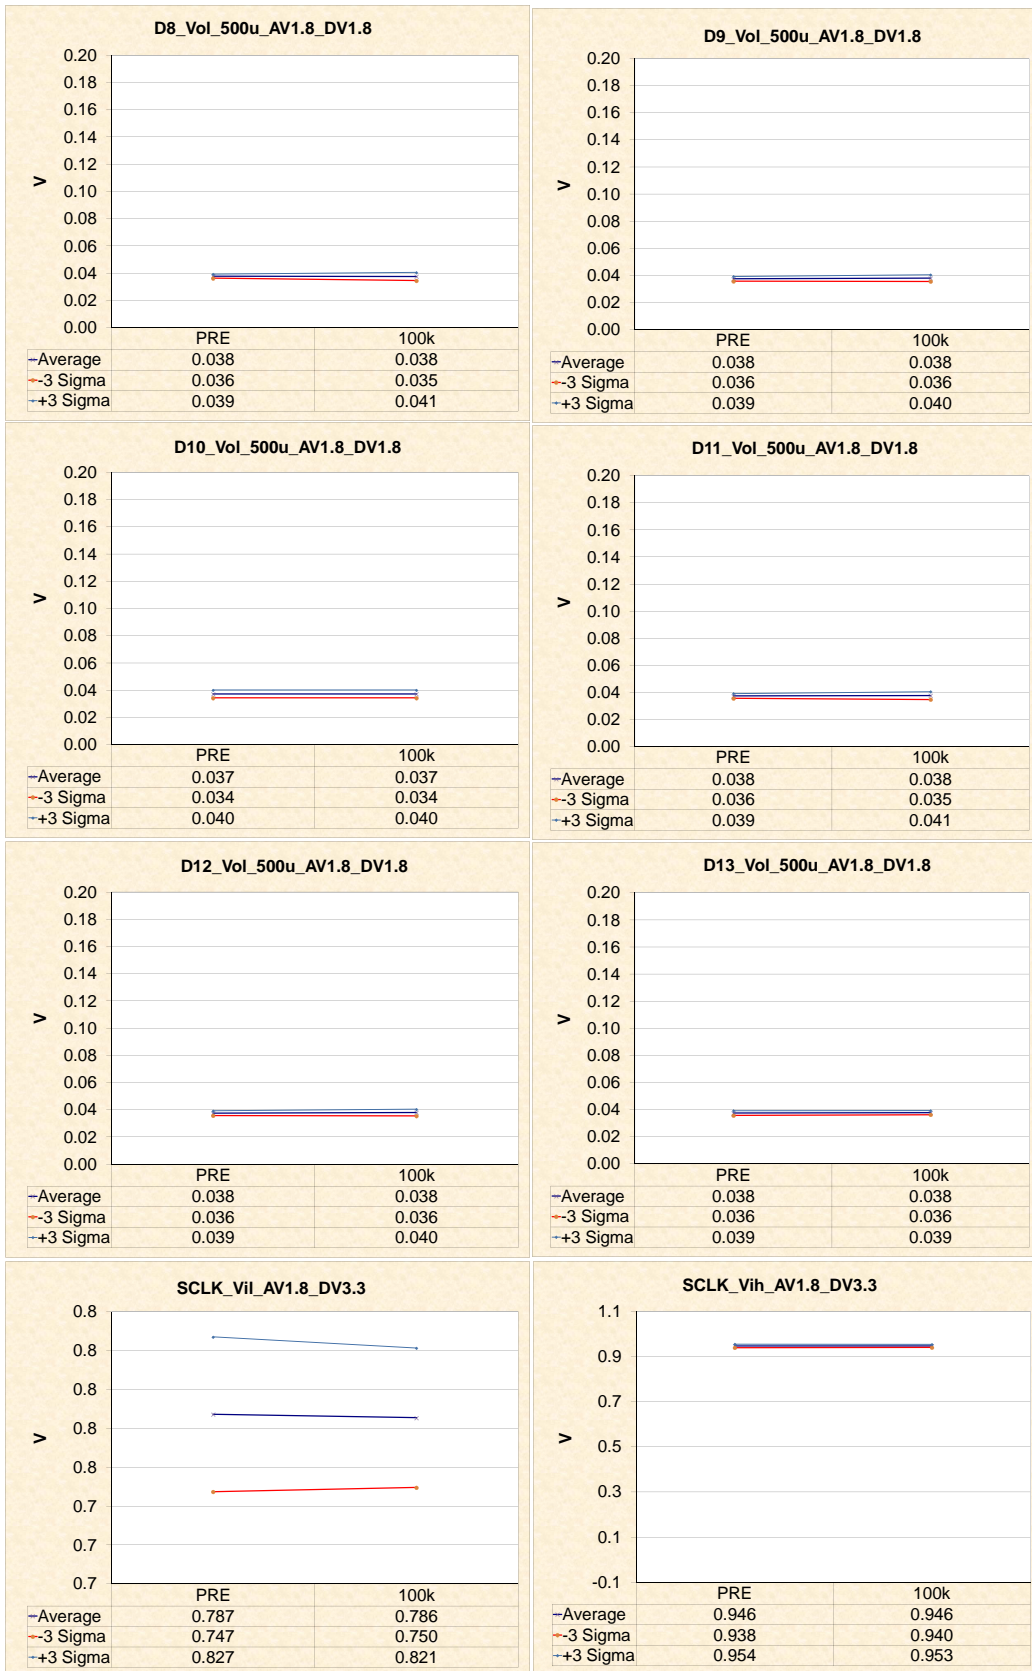 D8_Vol_500u_AV1.8_DV1.8
0.20
0.18
0.16
0.14
0.12
0.10
0.08
0.06
0.04
0.02
0.00
V
PRE 100k
Average 0.038 0.038
-3 Sigma 0.036 0.035
+3 Sigma 0.039 0.041
D9_Vol_500u_AV1.8_DV1.8
0.20
0.18
0.16
0.14
0.12
0.10
0.08
0.06
0.04
0.02
0.00
V
PRE 100k
Average 0.038 0.038
-3 Sigma 0.036 0.036
+3 Sigma 0.039 0.040
D10_Vol_500u_AV1.8_DV1.8
0.20
0.18
0.16
0.14
0.12
0.10
0.08
0.06
0.04
0.02
0.00
V
PRE 100k
Average 0.037 0.037
-3 Sigma 0.034 0.034
+3 Sigma 0.040 0.040
D11_Vol_500u_AV1.8_DV1.8
0.20
0.18
0.16
0.14
0.12
0.10
0.08
0.06
0.04
0.02
0.00
V
PRE 100k
Average 0.038 0.038
-3 Sigma 0.036 0.035
+3 Sigma 0.039 0.041
D12_Vol_500u_AV1.8_DV1.8
0.20
0.18
0.16
0.14
0.12
0.10
0.08
0.06
0.04
0.02
0.00
V
PRE 100k
Average 0.038 0.038
-3 Sigma 0.036 0.036
+3 Sigma 0.039 0.040
D13_Vol_500u_AV1.8_DV1.8
0.20
0.18
0.16
0.14
0.12
0.10
0.08
0.06
0.04
0.02
0.00
V
PRE 100k
Average 0.038 0.038
-3 Sigma 0.036 0.036
+3 Sigma 0.039 0.039
SCLK_Vil_AV1.8_DV3.3
0.8
0.8
0.8
0.8
0.8
0.7
0.7
0.7
V
PRE 100k
Average 0.787 0.786
-3 Sigma 0.747 0.750
+3 Sigma 0.827 0.821
SCLK_Vih_AV1.8_DV3.3
1.1
0.9
0.7
0.5
0.3
0.1
-0.1
V
PRE 100k
Average 0.946 0.946
-3 Sigma 0.938 0.940
+3 Sigma 0.954 0.953